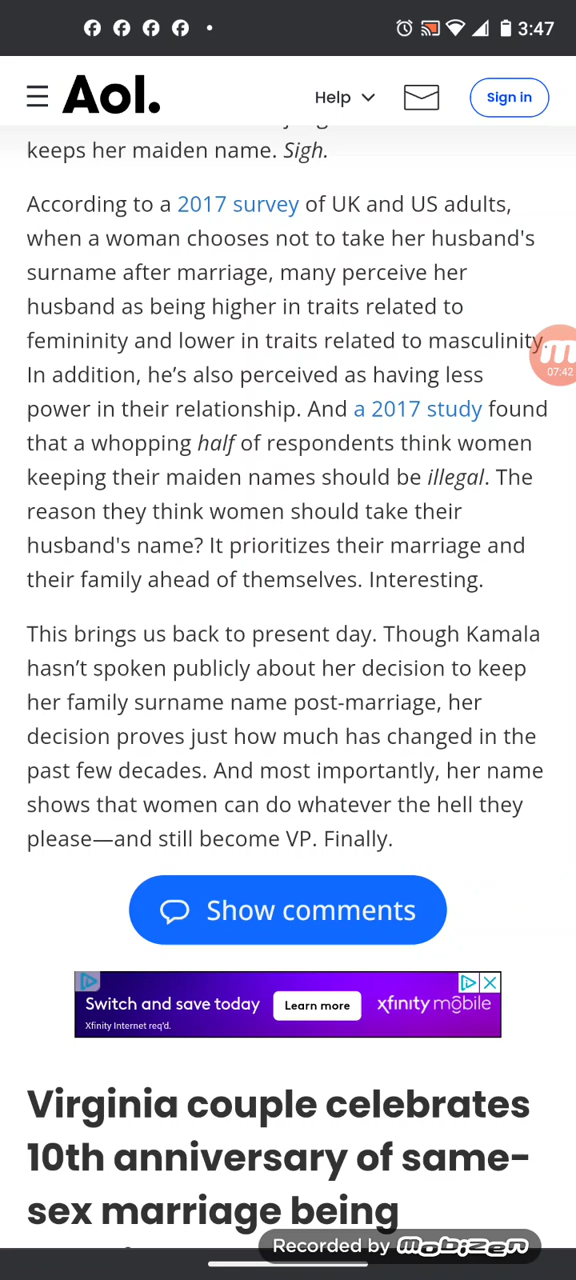 3:47
Aol.
Help
Sign in
keeps her maiden name. Sigh.
According to a 2017 survey of UK and US adults,
when a woman chooses not to take her husband's
surname after marriage, many perceive her
husband as being higher in traits related to
femininity and lower in traits related to masculinity.
m
07:42
In addition, he’s also perceived as having less
power in their relationship. And a 2017 study found
that a whopping half of respondents think women
keeping their maiden names should be illegal. The
reason they think women should take their
husband's name? It prioritizes their marriage and
their family ahead of themselves. Interesting.
This brings us back to present day. Though Kamala
hasn’t spoken publicly about her decision to keep
her family surname name post-marriage, her
decision proves just how much has changed in the
past few decades. And most importantly, her name
shows that women can do whatever the hell they
please—and still become VP. Finally.
Show comments
Switch and save today
Xfinity Internet req'd.
Learn more
xfinity mobile
Virginia couple celebrates
10th anniversary of same-
sex marriage being
Recorded by mobizen